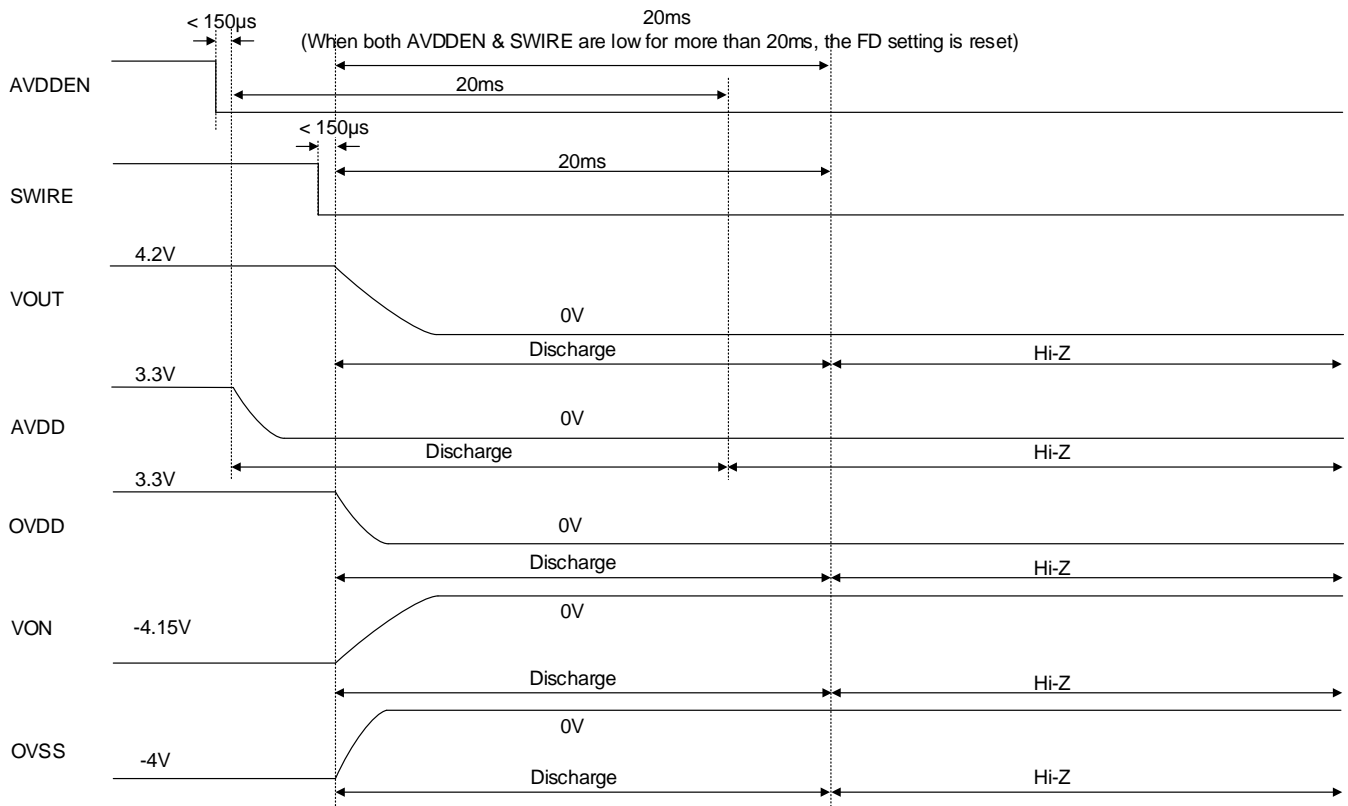 < 150μs
20ms
(When both AVDDEN & SWIRE are low for more than 20ms, the FD setting is reset)
AVDDEN
20ms
< 150μs
20ms
SWIRE
4.2V
VOUT
0V
Discharge
Hi-Z
3.3V
AVDD
0V
Discharge
Hi-Z
3.3V
OVDD
0V
Discharge
Hi-Z
VON
-4.15V
0V
Discharge
Hi-Z
OVSS
-4V
0V
Discharge
Hi-Z